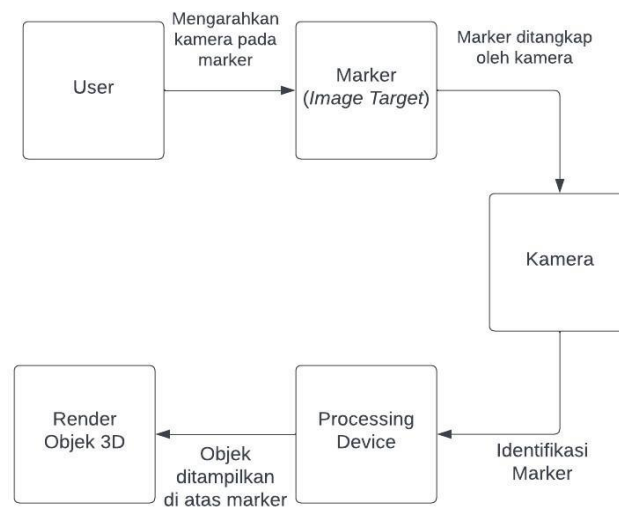 User
Mengarahkan
kamera pada
marker
Marker
(Image Target)
Marker ditangkap
oleh kamera
Kamera
Identifikasi
Marker
Processing
Device
Objek
ditampilkan
di atas marker
Render
Objek 3D